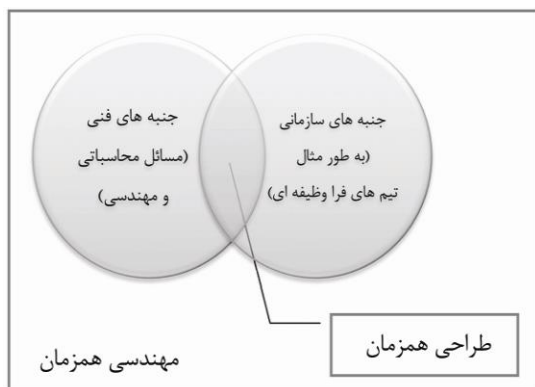 جنبه های سازمانی
(به طور مثال
تیم های فرا وظیفه ای)
جنبه های فنی
(مسائل محاسباتی
و مهندسی)
طراحی همزمان
مهندسی همزمان